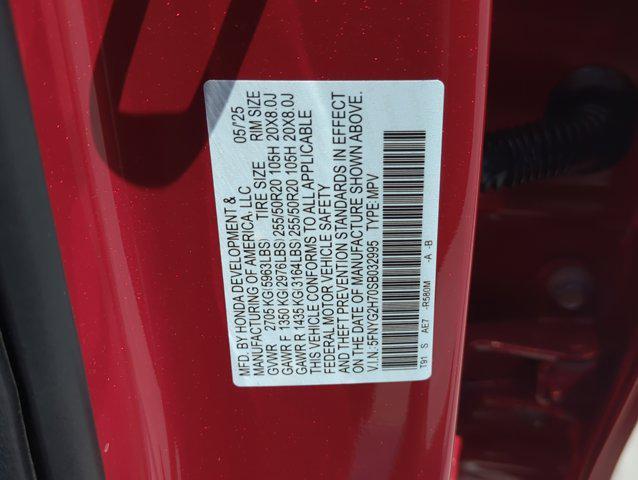 MFD. BY HONDA DEVELOPMENT &
MANUFACTURING OF AMERICA, LLC 05/'25
GVWR 2705 KG(5963LBS) TIRE SIZE RIM SIZE
GAWR F 1350 KG(2976LBS) 255/50R20 105H 20X8.0J
GAWR R 1435 KG(3164LBS) 255/50R20 105H 20X8.0J
THIS VEHICLE CONFORMS TO ALL APPLICABLE
FEDERAL MOTOR VEHICLE SAFETY
AND THEFT PREVENTION STANDARDS IN EFFECT
ON THE DATE OF MANUFACTURE SHOWN ABOVE.
V.I.N.:5FNYG2H70SB032995 TYPE: MPV
T91 S AE7 -R580M -A -B